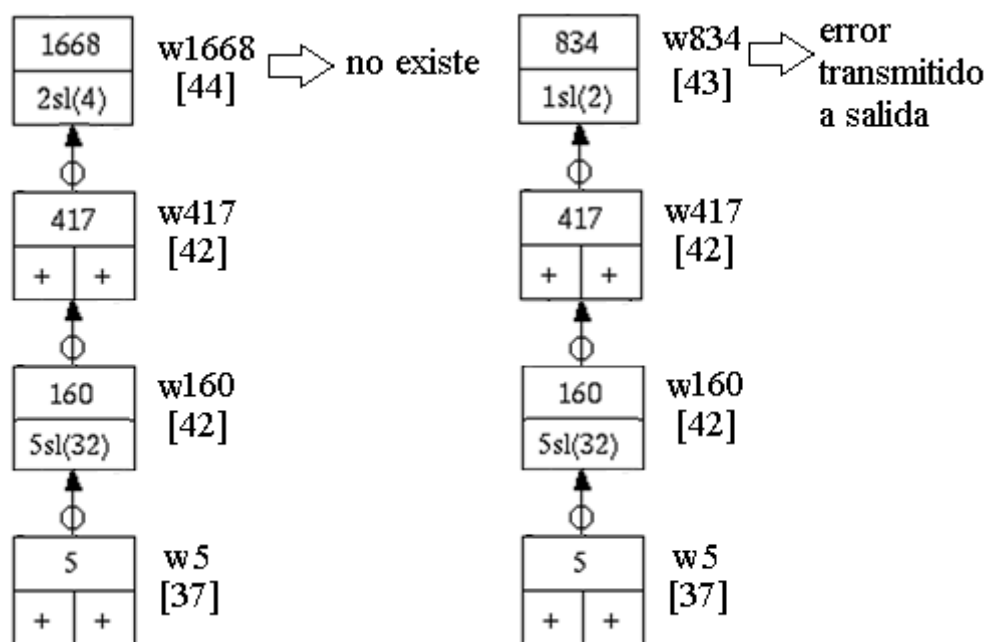 1668
2sl(4)
w1668
[44]
no existe
417
+ +
w417
[42]
160
5sl(32)
w160
[42]
5
+ +
w5
[37]
834
1sl(2)
w834
[43]
error
transmitido
a salida
417
+ +
w417
[42]
160
5sl(32)
w160
[42]
5
+ +
w5
[37]